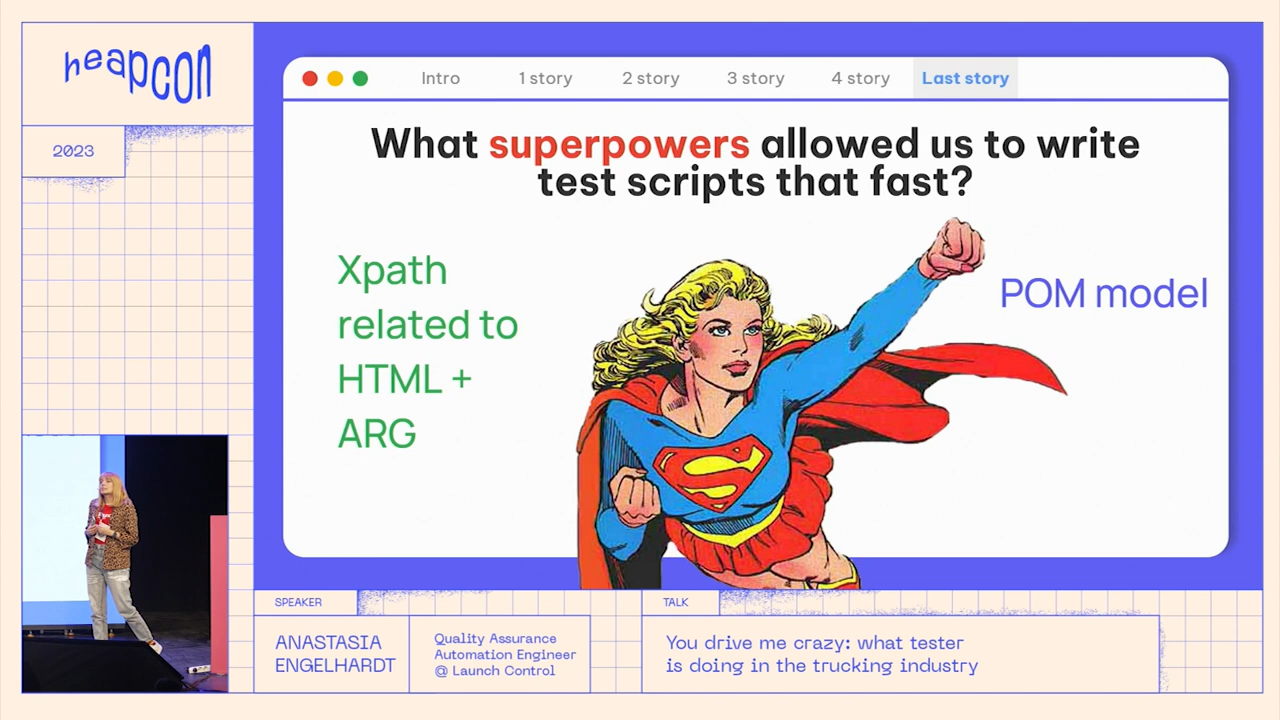 heapcon
2023
Intro
1 story
2 story
3 story
4 story
Last story
What superpowers allowed us to write
test scripts that fast?
Xpath
related to
HTML +
ARG
POM model
SPEAKER
ANASTASIA
ENGELHARDT
Quality Assurance
Automation Engineer
@ Launch Control
TALK
You drive me crazy: what tester
is doing in the trucking industry